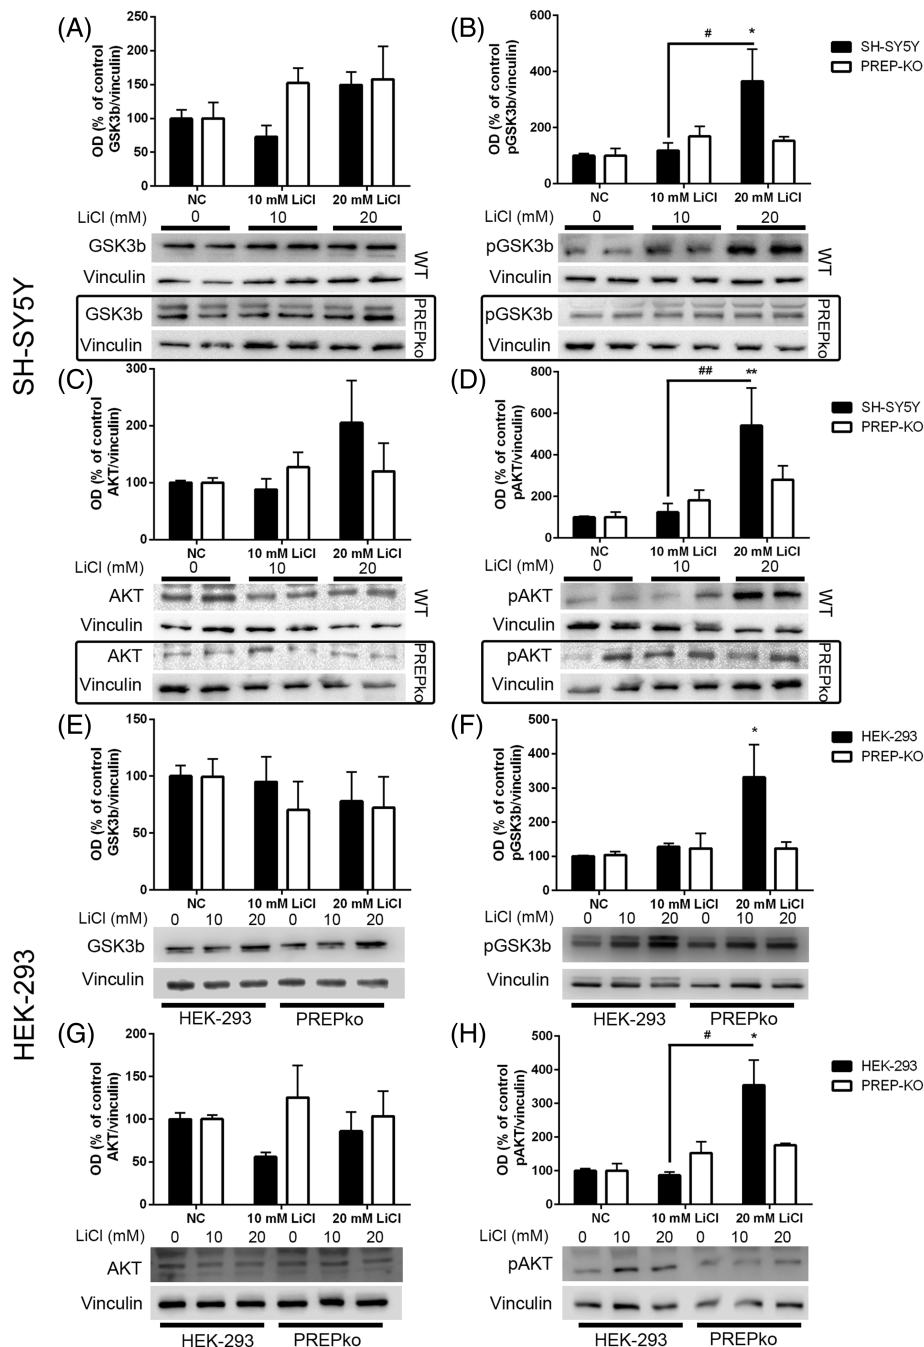 (A)
OD (% of control
GSK3b/vinculin)
250
200
150
100
50
0
NC
10 mM LiCl
20 mM LiCl
LiCl (mM)
0
10
20
GSK3b
Vinculin
WT
GSK3b
Vinculin
PREPko
(B)
OD (% of control
pGSK3b/vinculin)
600
400
200
0
#
*
SH-SY5Y
PREP-KO
NC
10 mM LiCl
20 mM LiCl
LiCl (mM)
0
10
20
pGSK3b
Vinculin
WT
pGSK3b
Vinculin
PREPko
SH-SY5Y
(C)
OD (% of control
AKT/vinculin)
300
200
100
0
NC
10 mM LiCl
20 mM LiCl
LiCl (mM)
0
10
20
AKT
Vinculin
WT
AKT
Vinculin
PREPko
(D)
OD (% of control
pAKT/vinculin)
800
600
400
200
0
##
**
SH-SY5Y
PREP-KO
NC
10 mM LiCl
20 mM LiCl
LiCl (mM)
0
10
20
pAKT
Vinculin
WT
pAKT
Vinculin
PREPko
(E)
OD (% of control
GSK3b/vinculin)
150
100
50
0
NC
10 mM LiCl
20 mM LiCl
LiCl (mM)
0 10 20 0 10 20
GSK3b
Vinculin
HEK-293
PREPko
(F)
OD (% of control
pGSK3b/vinculin)
500
400
300
200
100
0
*
HEK-293
PREP-KO
NC
10 mM LiCl
20 mM LiCl
LiCl (mM)
0 10 20 0 10 20
pGSK3b
Vinculin
HEK-293
PREPko
HEK-293
(G)
OD (% of control
AKT/vinculin)
200
150
100
50
0
NC
10 mM LiCl
20 mM LiCl
LiCl (mM)
0 10 20 0 10 20
AKT
Vinculin
HEK-293
PREPko
(H)
OD (% of control
pAKT/vinculin)
500
400
300
200
100
0
#
*
HEK-293
PREP-KO
NC
10 mM LiCl
20 mM LiCl
LiCl (mM)
0 10 20 0 10 20
pAKT
Vinculin
HEK-293
PREPko